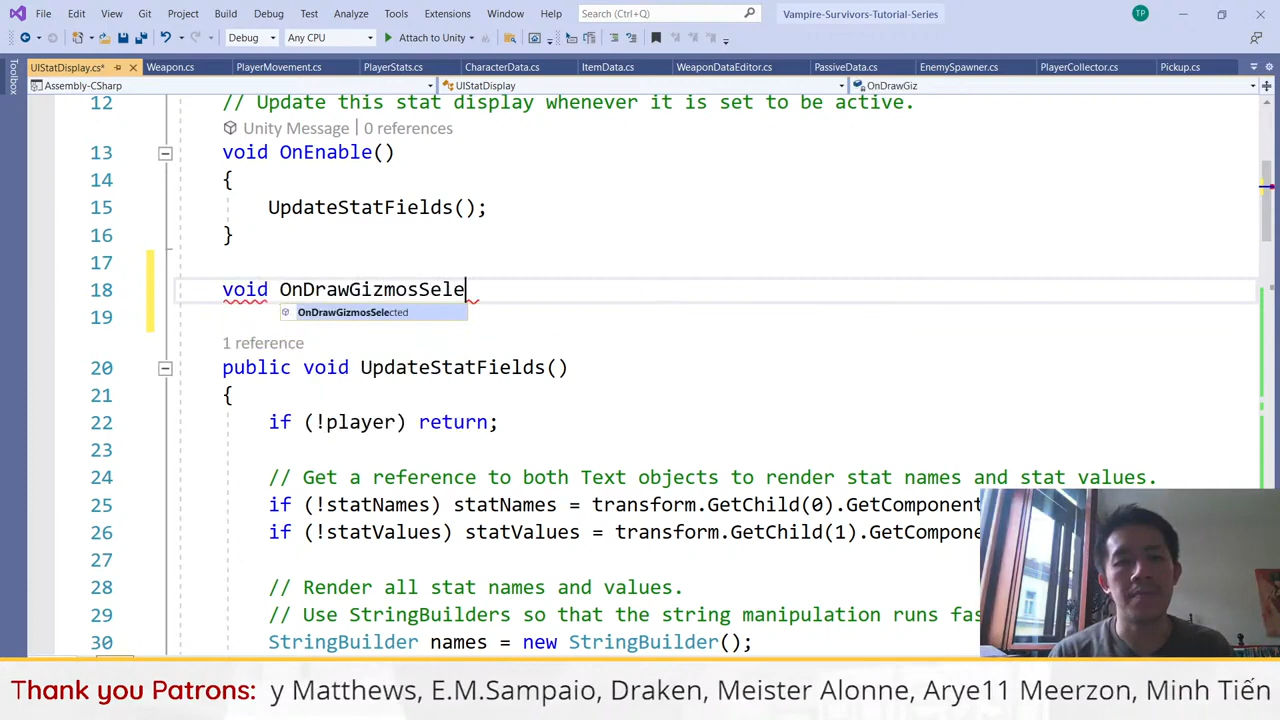 File Edit View Git Project Build Debug Test Analyze Tools Extensions Window Help Search (Ctrl+Q) Vampire-Survivors-Tutorial-Series TP
Debug Any CPU Attach to Unity
UIStatDisplay.cs* Weapon.cs PlayerMovement.cs PlayerStats.cs CharacterData.cs ItemData.cs WeaponDataEditor.cs PassiveData.cs EnemySpawner.cs PlayerCollector.cs Pickup.cs
Toolbox
Assembly-CSharp UIStatDisplay OnDrawGiz
12 // Update this stat display whenever it is set to be active.
Unity Message | 0 references
13 void OnEnable()
14 {
15 UpdateStatFields();
16 }
17
18 void OnDrawGizmosSele
OnDrawGizmosSelected
19
1 reference
20 public void UpdateStatFields()
21 {
22 if (!player) return;
23
24 // Get a reference to both Text objects to render stat names and stat values.
25 if (!statNames) statNames = transform.GetChild(0).GetComponent
26 if (!statValues) statValues = transform.GetChild(1).GetCompone
27
28 // Render all stat names and values.
29 // Use StringBuilders so that the string manipulation runs fas
30 StringBuilder names = new StringBuilder();
Thank you Patrons: y Matthews, E.M.Sampaio, Draken, Meister Alonne, Arye11 Meerzon, Minh Tiến